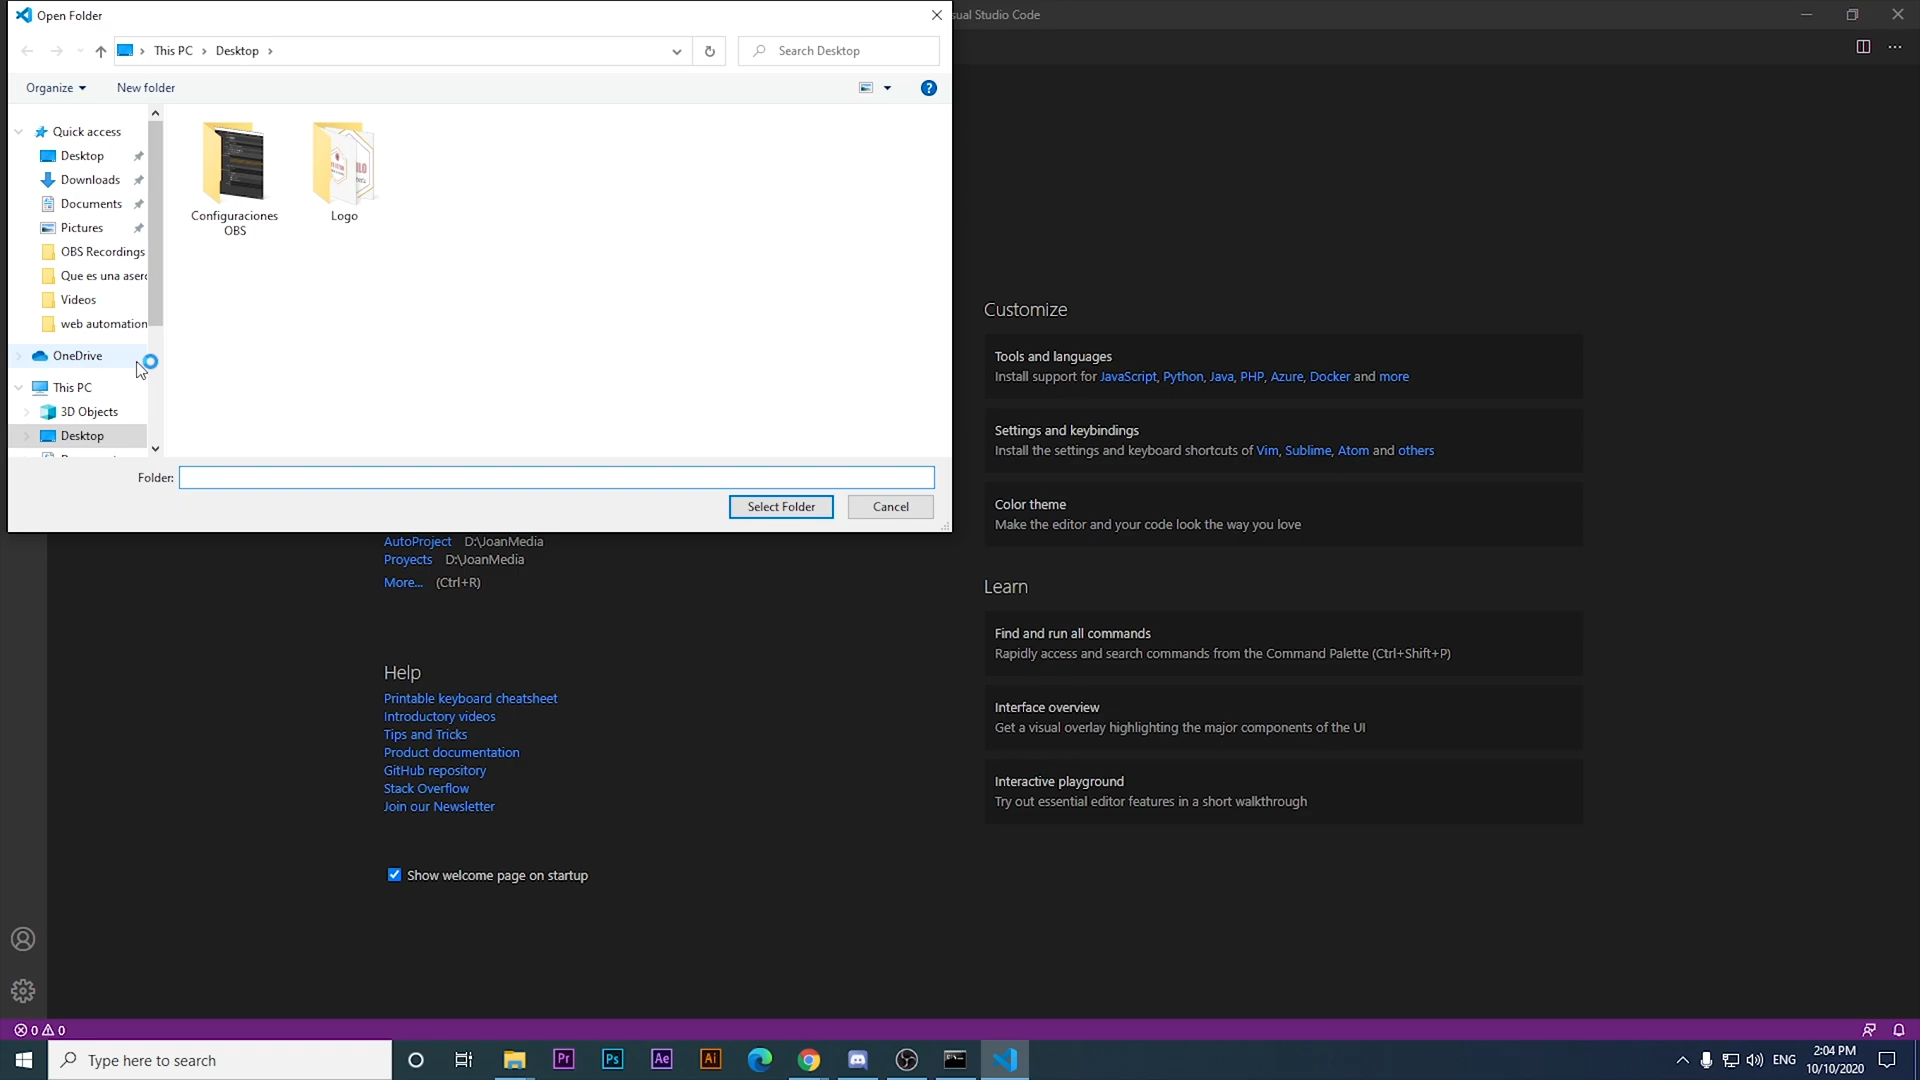 Open Folder
sual Studio Code
This PC
Desktop
Search Desktop
Organize
New folder
Quick access
Desktop
Downloads
Documents
Pictures
OBS Recordings
Que es una aser
Videos
web automation
OneDrive
This PC
3D Objects
Desktop
Configuraciones
OBS
Logo
Folder:
Select Folder
Cancel
AutoProject D:\JoanMedia
Proyects D:\JoanMedia
More... (Ctrl+R)
Help
Printable keyboard cheatsheet
Introductory videos
Tips and Tricks
Product documentation
GitHub repository
Stack Overflow
Join our Newsletter
Show welcome page on startup
Customize
Tools and languages
Install support for JavaScript, Python, Java, PHP, Azure, Docker and more
Settings and keybindings
Install the settings and keyboard shortcuts of Vim, Sublime, Atom and others
Color theme
Make the editor and your code look the way you love
Learn
Find and run all commands
Rapidly access and search commands from the Command Palette (Ctrl+Shift+P)
Interface overview
Get a visual overlay highlighting the major components of the UI
Interactive playground
Try out essential editor features in a short walkthrough
0 0
Type here to search
Pr
Ps
Ae
Ai
ENG
2:04 PM
10/10/2020